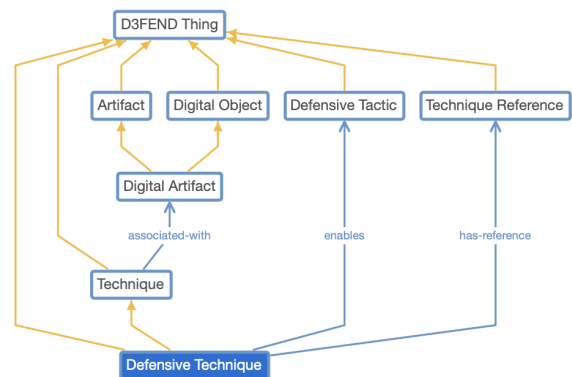 D3FEND Thing
Artifact
Digital Object
Defensive Tactic
Technique Reference
Digital Artifact
associated-with
enables
has-reference
Technique
Defensive Technique